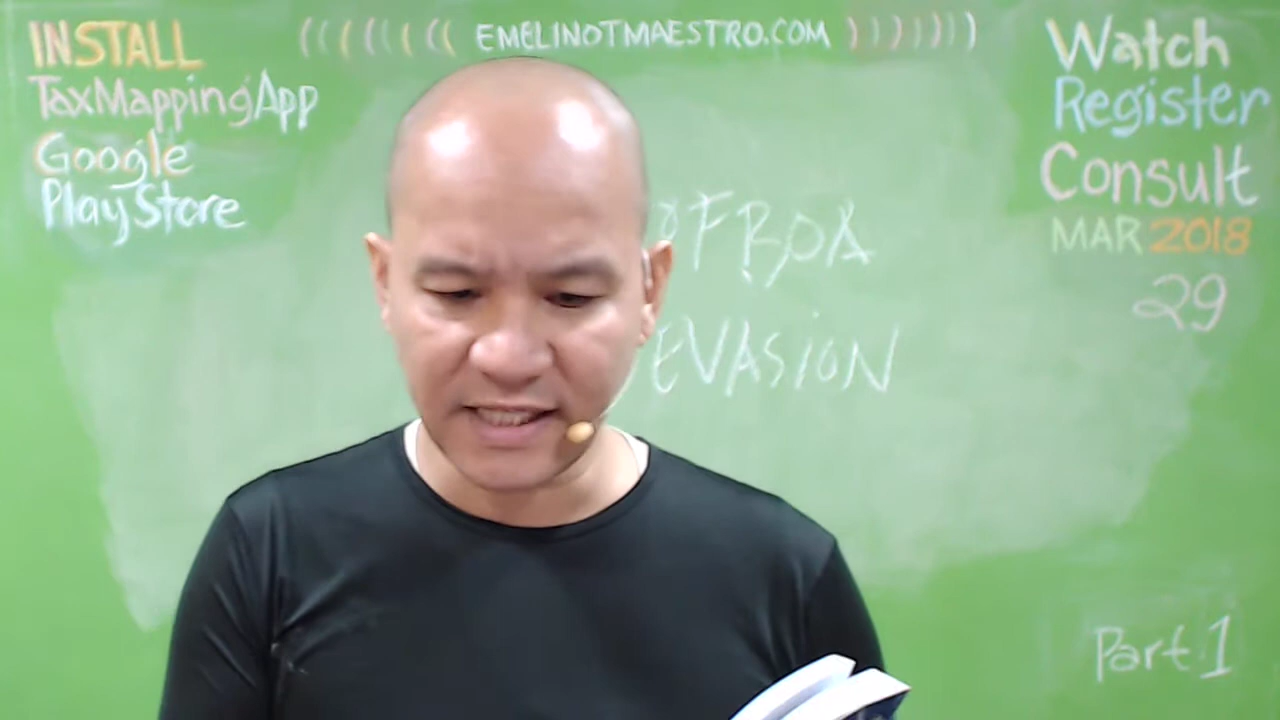 INSTALL
TaxMappingApp
Google
PlayStore
(((((((( EMELINOTMAESTRO.COM ))))))))
Watch
Register
Consult
MAR 2018
29
EVASION
Part 1